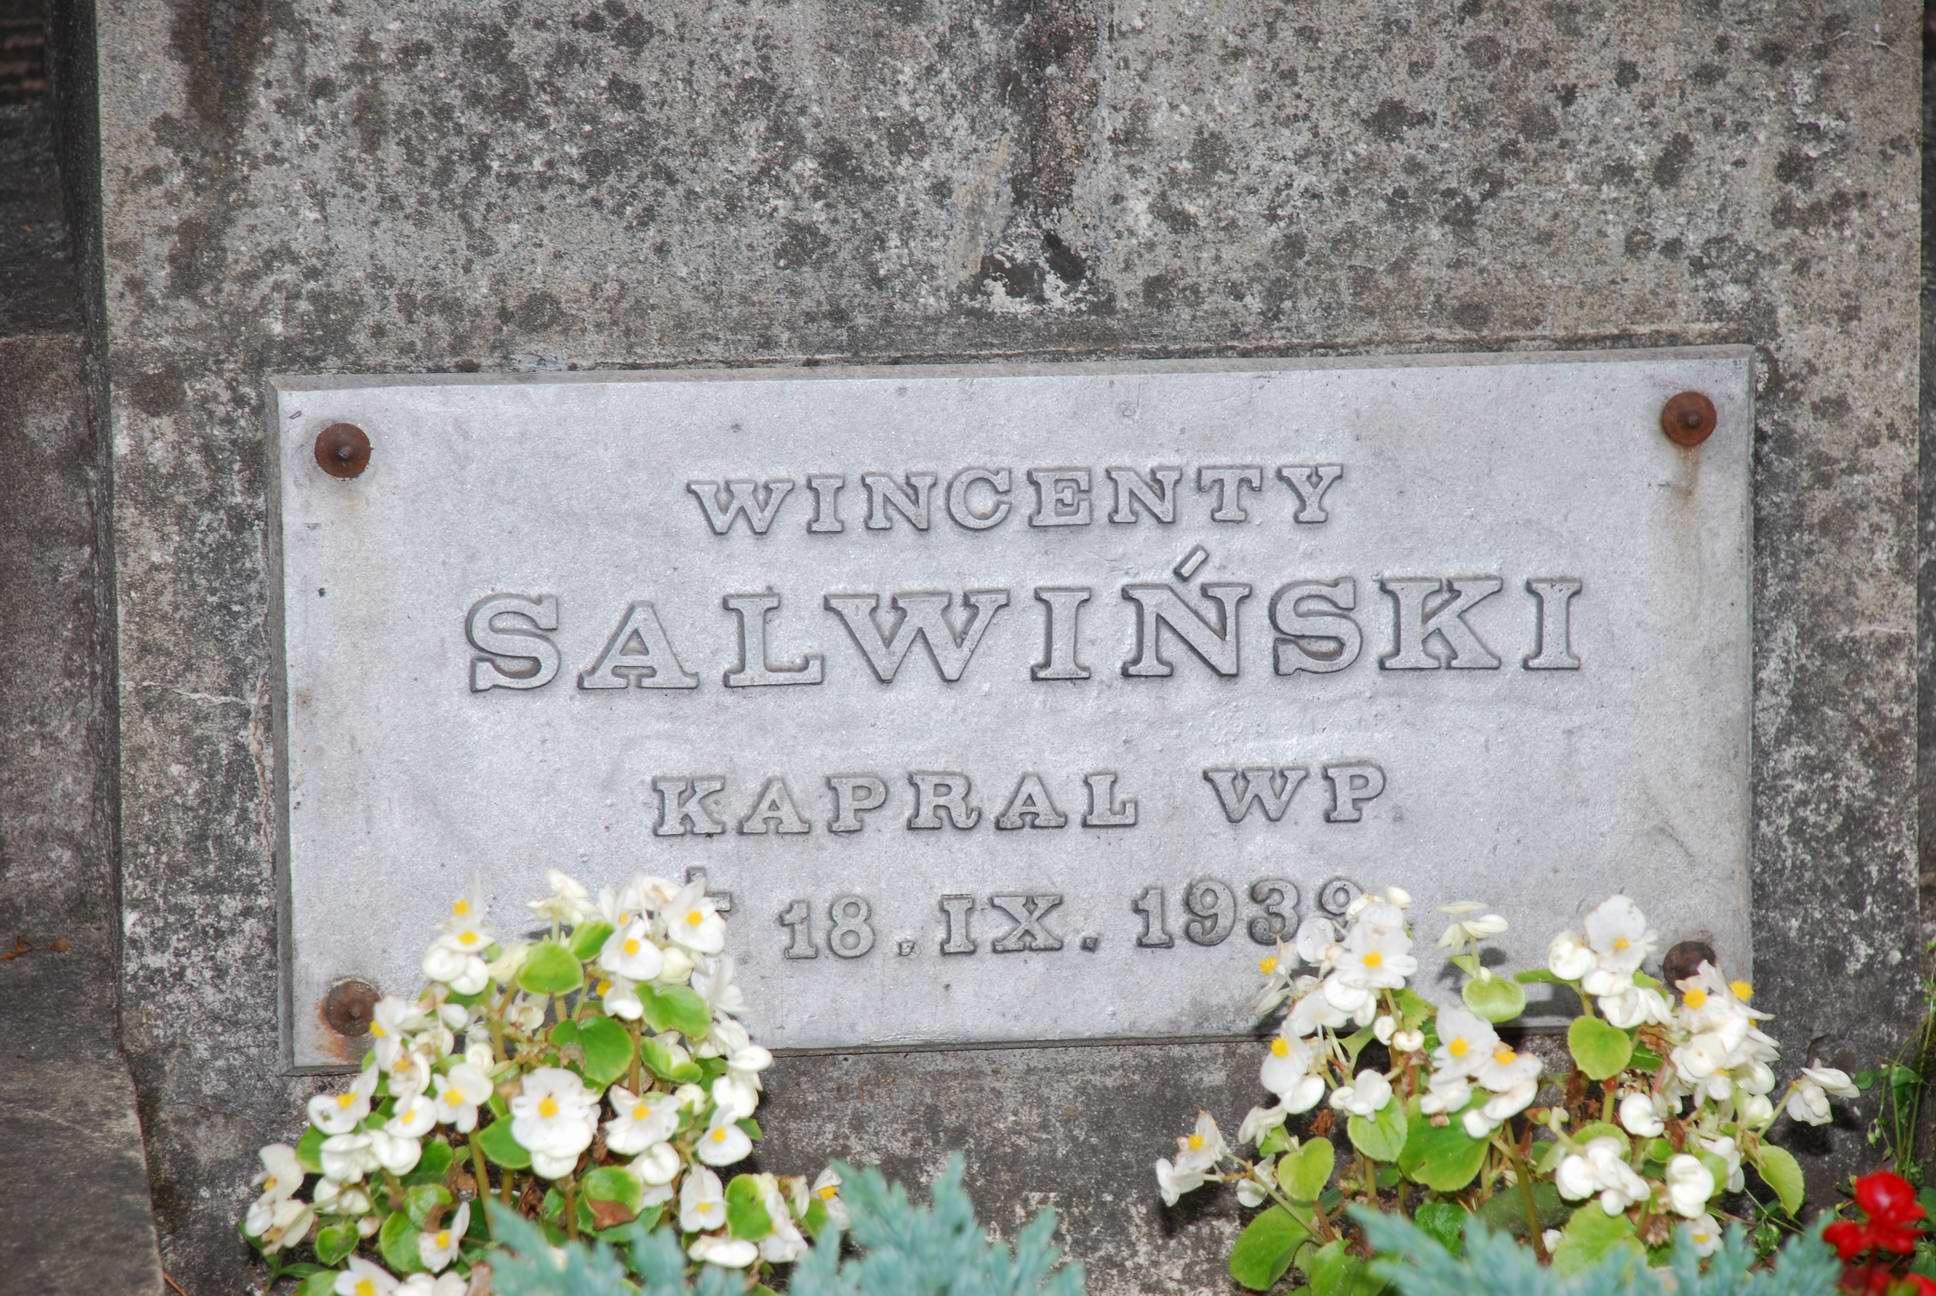 WINCENTY
SALWIŃSKI
KAPRAL WP
† 18.IX.1939